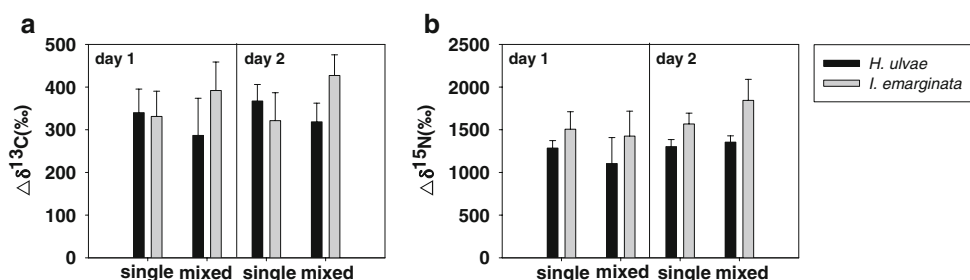 a
500
400
300
200
100
0
△δ13C(‰)
day 1
day 2
single mixed
single mixed
b
2500
2000
1500
1000
500
0
△δ15N(‰)
day 1
day 2
single mixed
single mixed
H. ulvae
I. emarginata